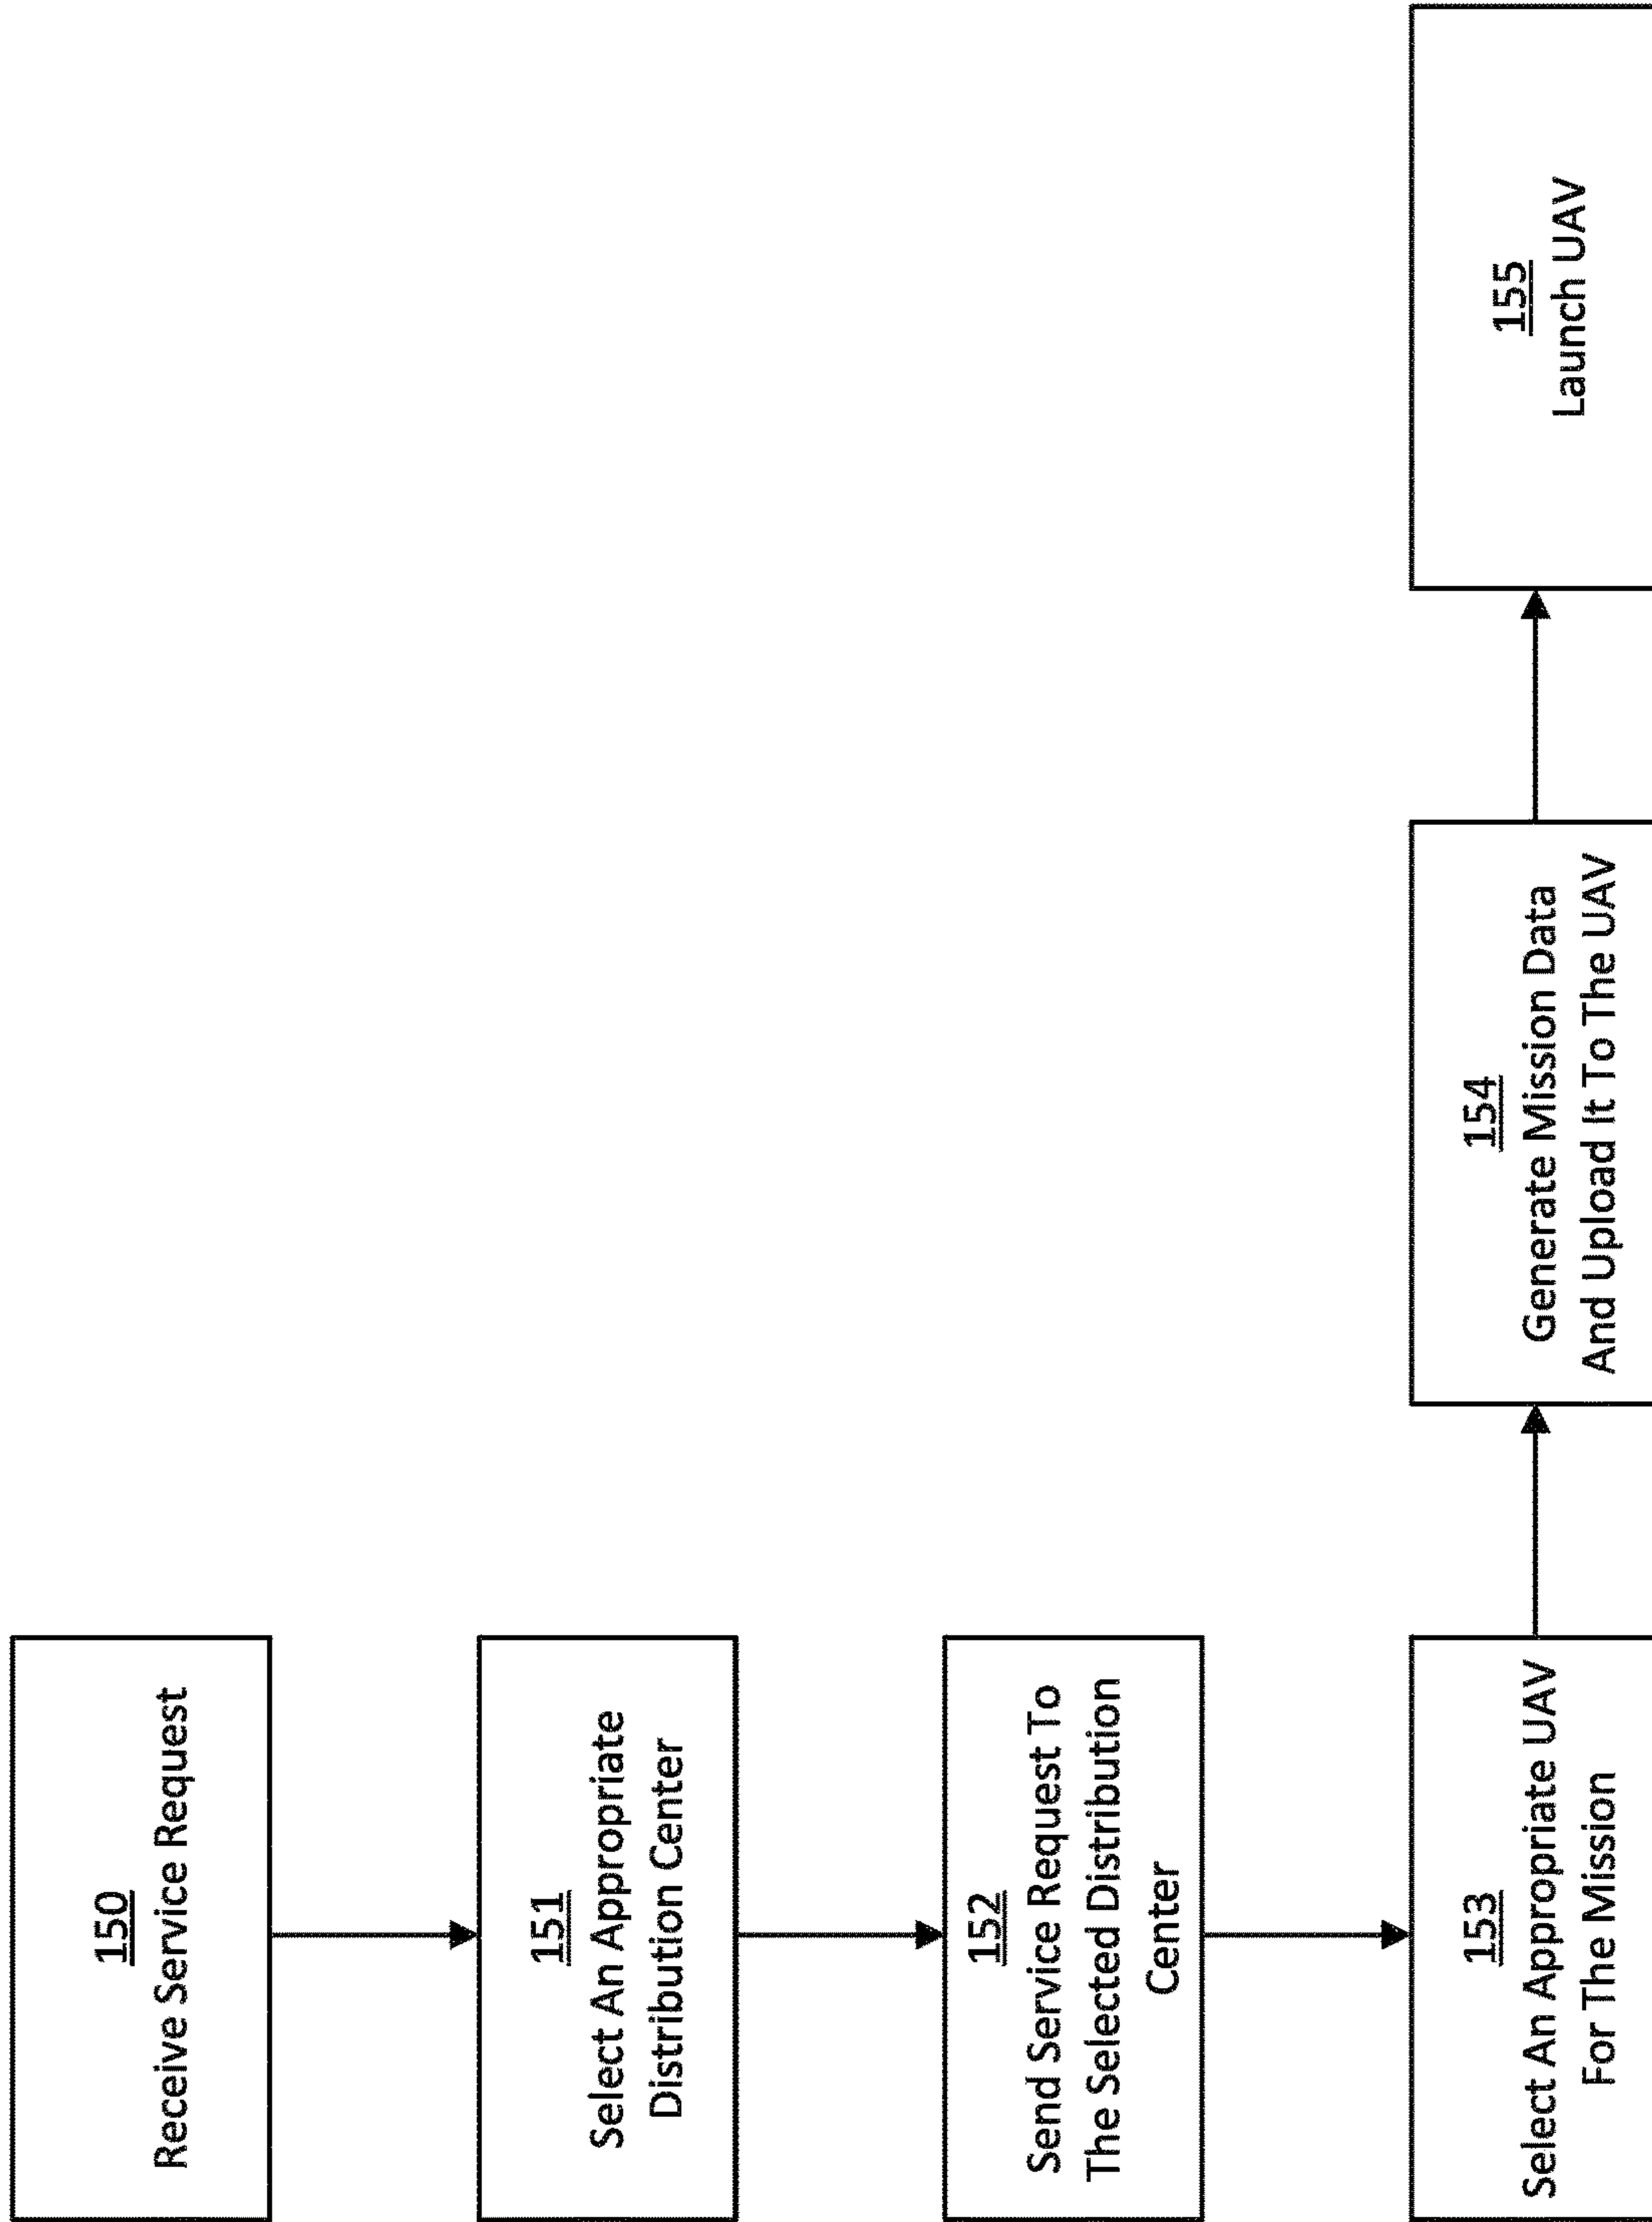 150
Receive Service Request
151
Select An Appropriate
Distribution Center
152
Send Service Request To
The Selected Distribution
Center
153
Select An Appropriate UAV
For The Mission
154
Generate Mission Data
And Upload It To The UAV
155
Launch UAV